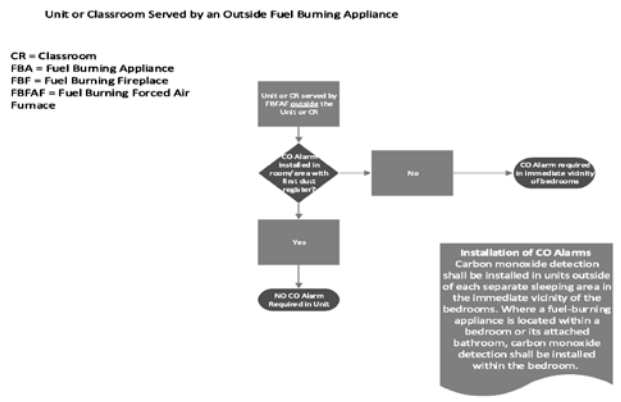 Unit or Classroom Served by an Outside Fuel Burning Appliance
CR = Classroom
FBA = Fuel Burning Appliance
FBF = Fuel Burning Fireplace
FBFAF = Fuel Burning Forced Air
Furnace
Unit or CR served by
FBFAF outside the
Unit or CR
CO Alarm
installed in
room/area with
first duct
register?
No
CO Alarm required
in immediate vicinity
of bedrooms
Yes
NO CO Alarm
Required in Unit
Installation of CO Alarms
Carbon monoxide detection
shall be installed in units outside
of each separate sleeping area in
the immediate vicinity of the
bedrooms. Where a fuel-burning
appliance is located within a
bedroom or its attached
bathroom, carbon monoxide
detection shall be installed
within the bedroom.